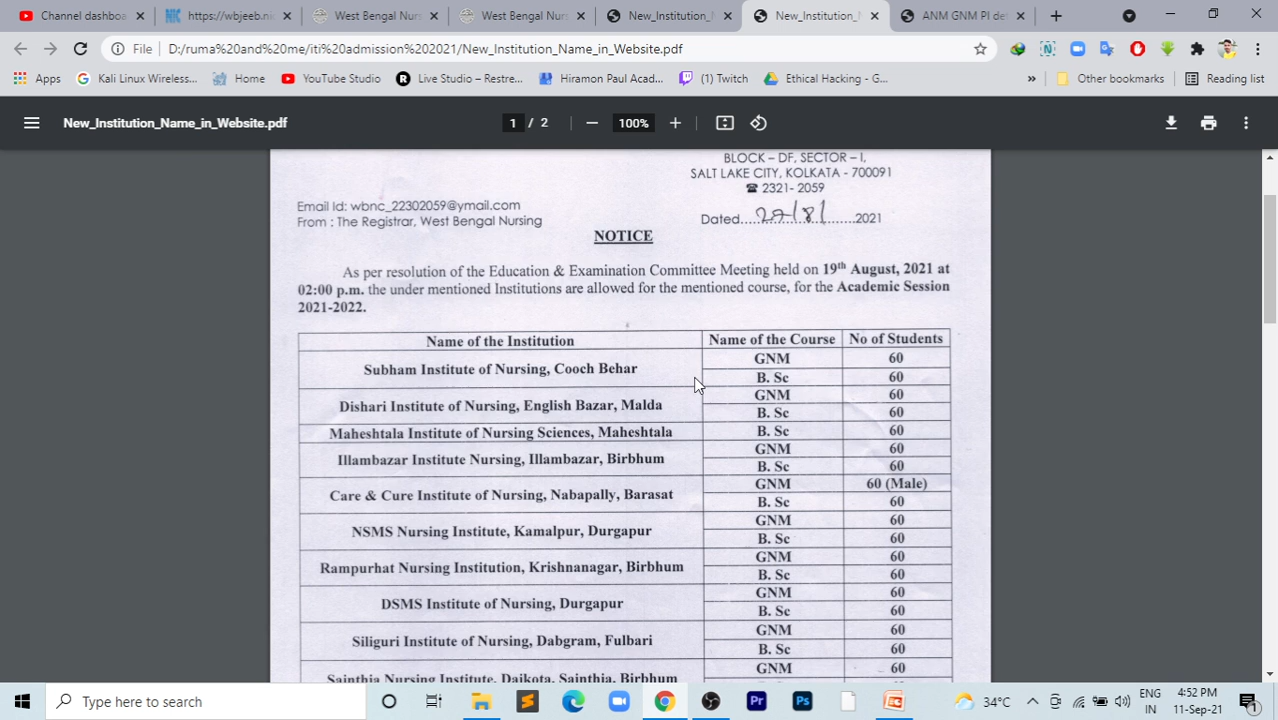 Channel dashboa
https://wbjeeb.nic
West Bengal Nurs
West Bengal Nurs
New_Institution_N
New_Institution_N
ANM GNM PI de
File
D:/ruma%20and%20me/iti%20admission%202021/New_Institution_Name_in_Website.pdf
Apps
Kali Linux Wireless...
Home
YouTube Studio
Live Studio – Restre...
Hiramon Paul Acad...
(1) Twitch
Ethical Hacking - G...
»
Other bookmarks
Reading list
New_Institution_Name_in_Website.pdf
1 / 2
100%
BLOCK – DF, SECTOR – I,
SALT LAKE CITY, KOLKATA - 700091
☎ 2321- 2059
Email Id: wbnc_22302059@ymail.com
From : The Registrar, West Bengal Nursing
Dated....27/8/....2021
NOTICE
As per resolution of the Education & Examination Committee Meeting held on 19th August, 2021 at
02:00 p.m. the under mentioned Institutions are allowed for the mentioned course, for the Academic Session
2021-2022.
Name of the Institution Name of the Course No of Students
Subham Institute of Nursing, Cooch Behar GNM 60
B. Sc 60
Dishari Institute of Nursing, English Bazar, Malda GNM 60
B. Sc 60
Maheshtala Institute of Nursing Sciences, Maheshtala B. Sc 60
Illambazar Institute Nursing, Illambazar, Birbhum GNM 60
B. Sc 60
Care & Cure Institute of Nursing, Nabapally, Barasat GNM 60 (Male)
B. Sc 60
NSMS Nursing Institute, Kamalpur, Durgapur GNM 60
B. Sc 60
Rampurhat Nursing Institution, Krishnanagar, Birbhum GNM 60
B. Sc 60
DSMS Institute of Nursing, Durgapur GNM 60
B. Sc 60
Siliguri Institute of Nursing, Dabgram, Fulbari GNM 60
B. Sc 60
Sainthia Nursing Institute, Daikota, Sainthia, Birbhum GNM 60
Type here to search
34°C
ENG
IN
4:52 PM
11-Sep-21